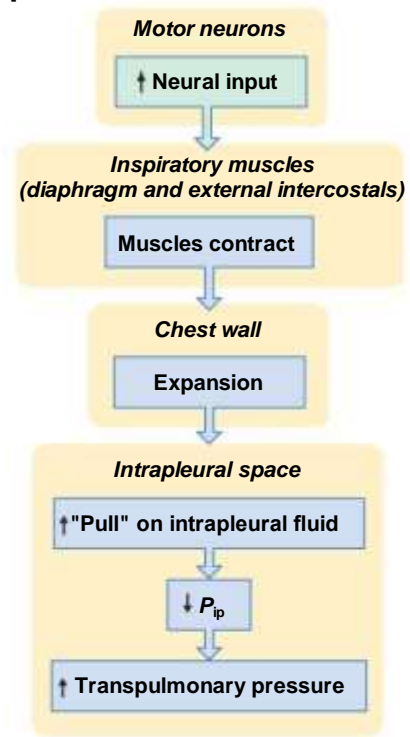 Motor neurons
↑ Neural input
Inspiratory muscles
(diaphragm and external intercostals)
Muscles contract
Chest wall
Expansion
Intrapleural space
↑"Pull" on intrapleural fluid
↓ Pip
↑ Transpulmonary pressure